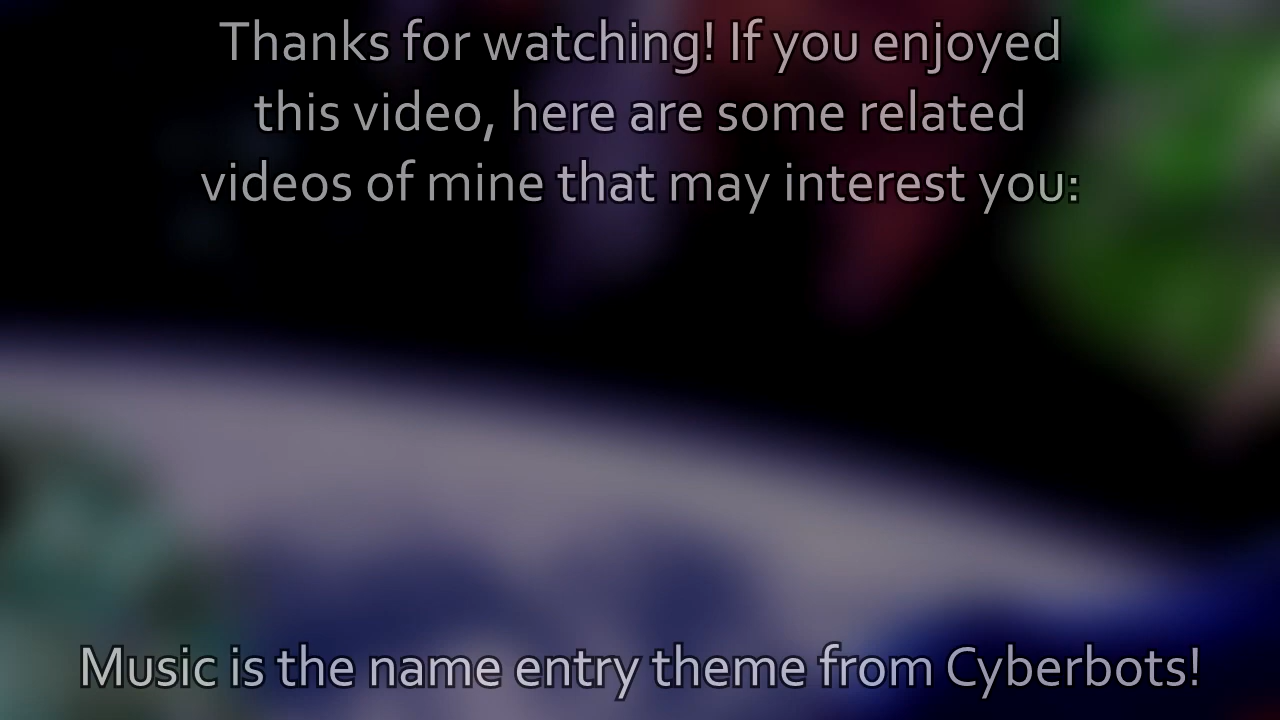 Thanks for watching! If you enjoyed
this video, here are some related
videos of mine that may interest you:
Music is the name entry theme from Cyberbots!